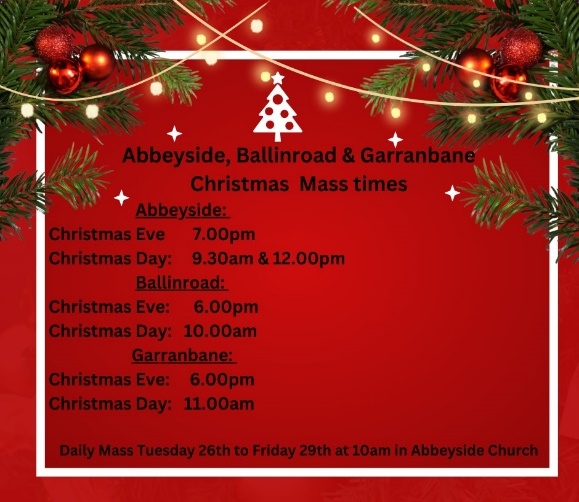 Abbeyside, Ballinroad & Garranbane
Christmas Mass times
Abbeyside:
Christmas Eve 7.00pm
Christmas Day: 9.30am & 12.00pm
Ballinroad:
Christmas Eve: 6.00pm
Christmas Day: 10.00am
Garranbane:
Christmas Eve: 6.00pm
Christmas Day: 11.00am
Daily Mass Tuesday 26th to Friday 29th at 10am in Abbeyside Church